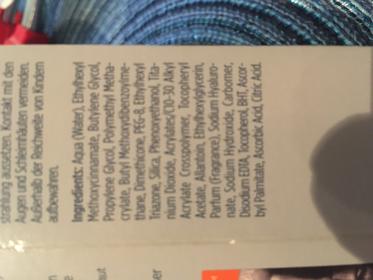 strahlung aussetzen. Kontakt mit den
Augen und Schleimhäuten vermeiden.
Außerhalb der Reichweite von Kindern
aufbewahren.
Ingredients: Aqua (Water), Ethylhexyl
Methoxycinnamate, Butylene Glycol,
Propylene Glycol, Polymethyl Metha-
crylate, Butyl Methoxydibenzoylme-
thane, Dimethicone, PEG-8, Ethylhexyl
Triazone, Silica, Phenoxyethanol, Tita-
nium Dioxide, Acrylates/C10-30 Alkyl
Acrylate Crosspolymer, Tocopheryl
Acetate, Allantoin, Ethylhexylglycerin,
Parfum (Fragrance), Sodium Hyaluro-
nate, Sodium Hydroxide, Carbomer,
Disodium EDTA, Tocopherol, BHT, Ascor-
byl Palmitate, Ascorbic Acid, Citric Acid.